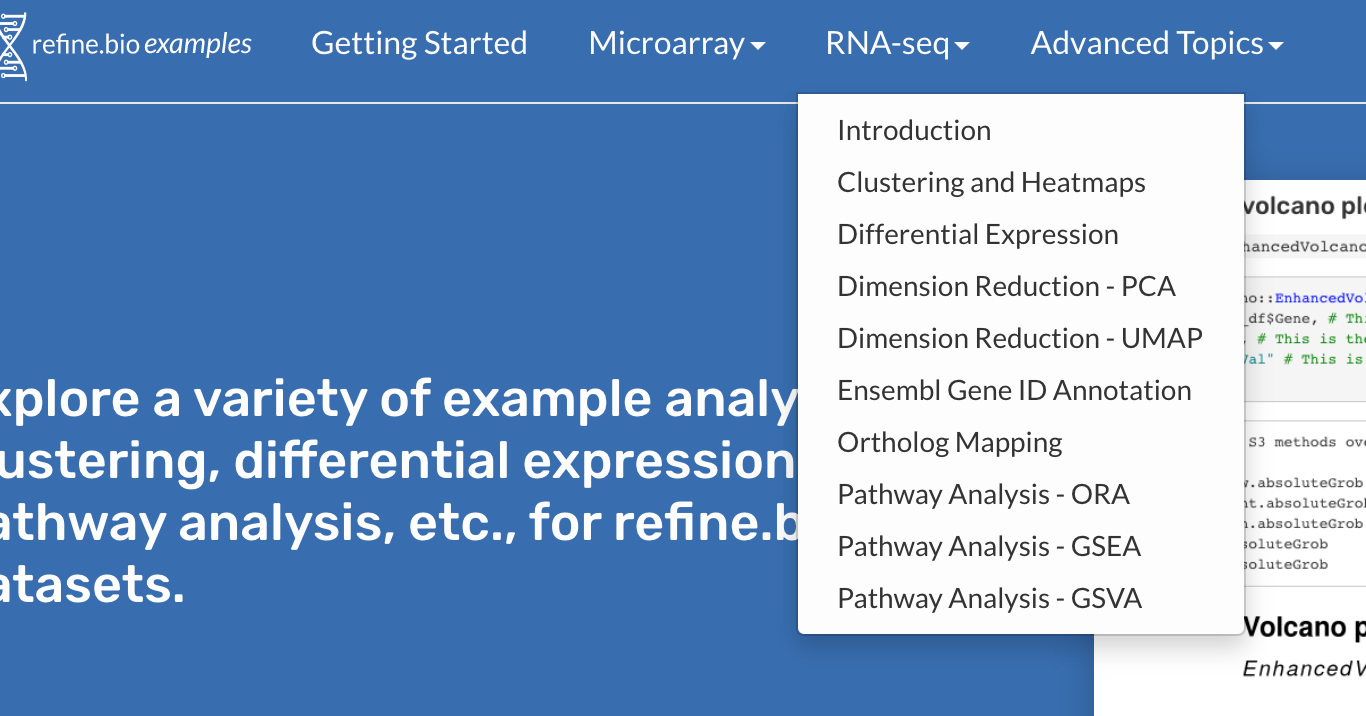 refine.bio examples Getting Started Microarray RNA-seq Advanced Topics
Introduction
Clustering and Heatmaps
Differential Expression
Dimension Reduction - PCA
Dimension Reduction - UMAP
Ensembl Gene ID Annotation
Ortholog Mapping
Pathway Analysis - ORA
Pathway Analysis - GSEA
Pathway Analysis - GSVA
xplore a variety of example analy
ustering, differential expression
athway analysis, etc., for refine.b
atasets.
volcano pl
hancedVolcano
no::EnhancedVol
_df$Gene, # Thi
, # This is the
Val" # This is
S3 methods ove
.absoluteGrob
nt.absoluteGrob
n.absoluteGrob
soluteGrob
soluteGrob
Volcano p
EnhancedV